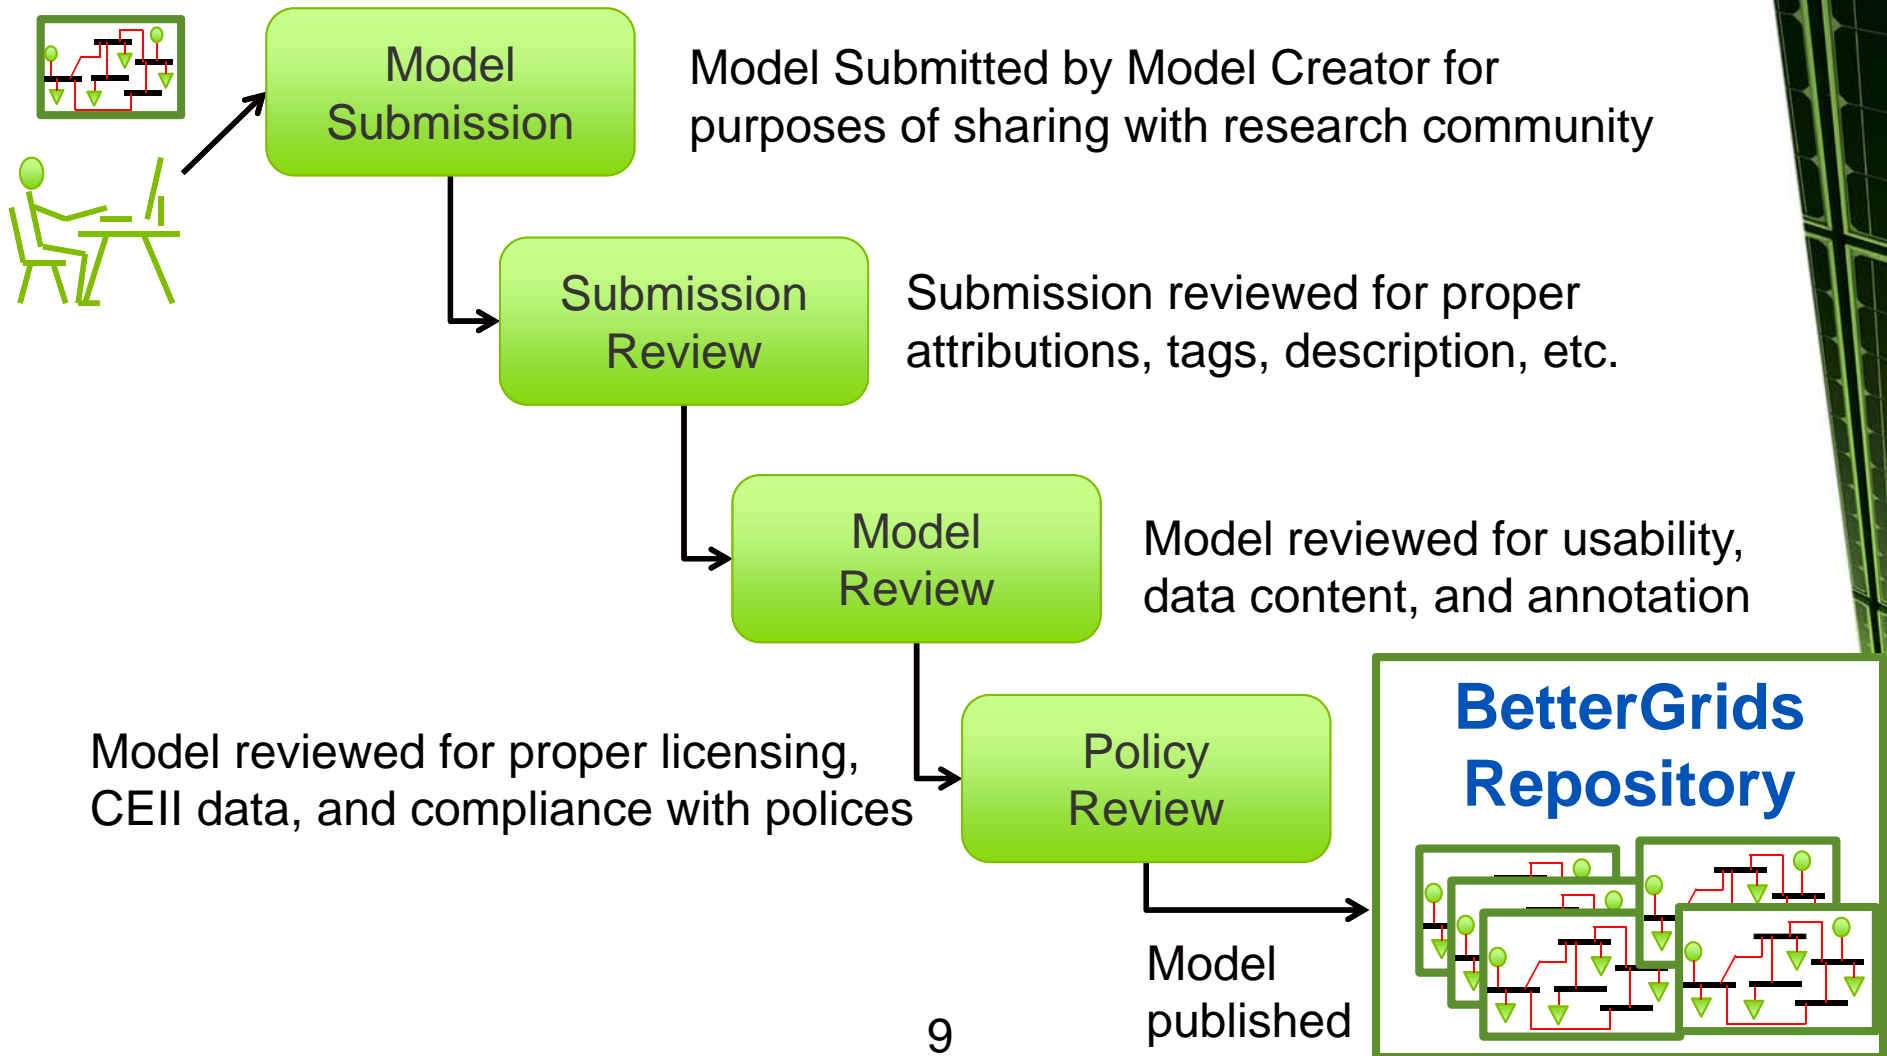 Model
Submission
Model Submitted by Model Creator for
purposes of sharing with research community
Submission
Review
Submission reviewed for proper
attributions, tags, description, etc.
Model
Review
Model reviewed for usability,
data content, and annotation
Policy
Review
Model reviewed for proper licensing,
CEII data, and compliance with polices
BetterGrids
Repository
Model
published
9